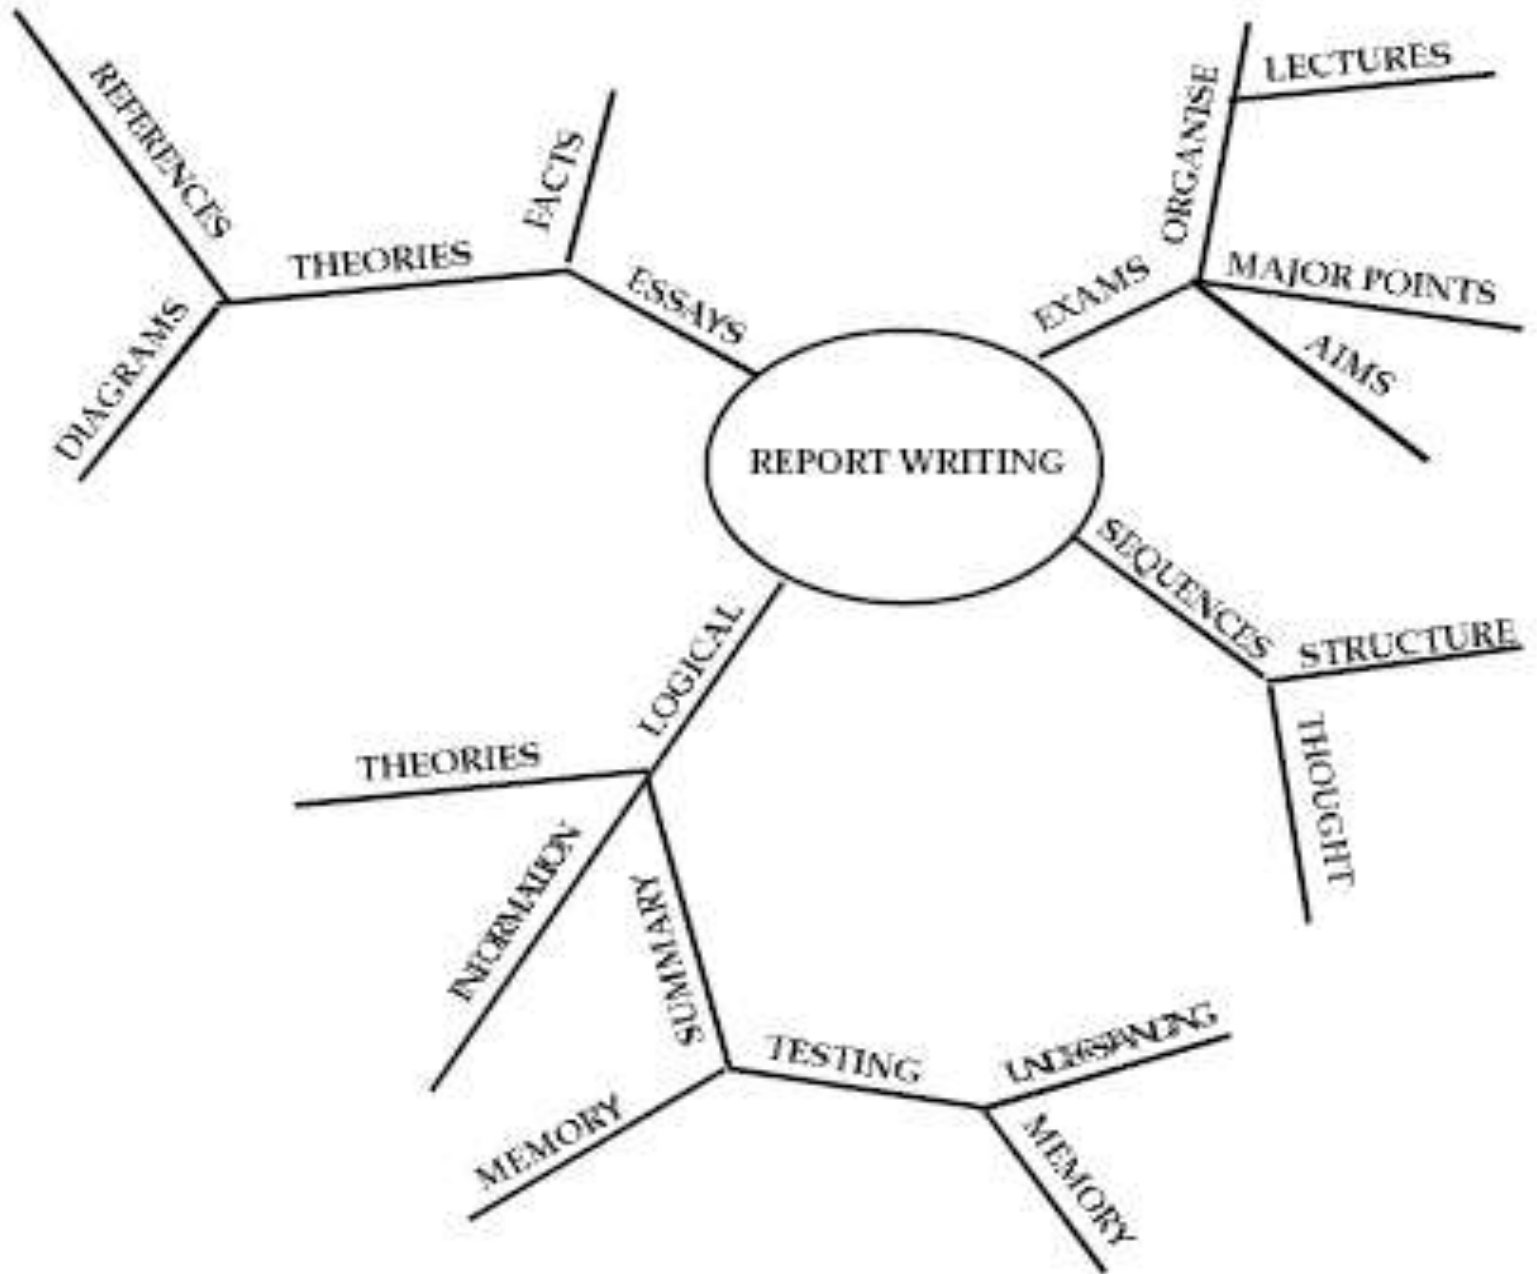 REFERENCES
DIAGRAMS
THEORIES
FACTS
ESSAYS
EXAMS
ORGANISE
LECTURES
MAJOR POINTS
AIMS
REPORT WRITING
SEQUENCES
STRUCTURE
THOUGHT
LOGICAL
THEORIES
INFORMATION
SUMMARY
MEMORY
TESTING
UNDERSTANDING
MEMORY